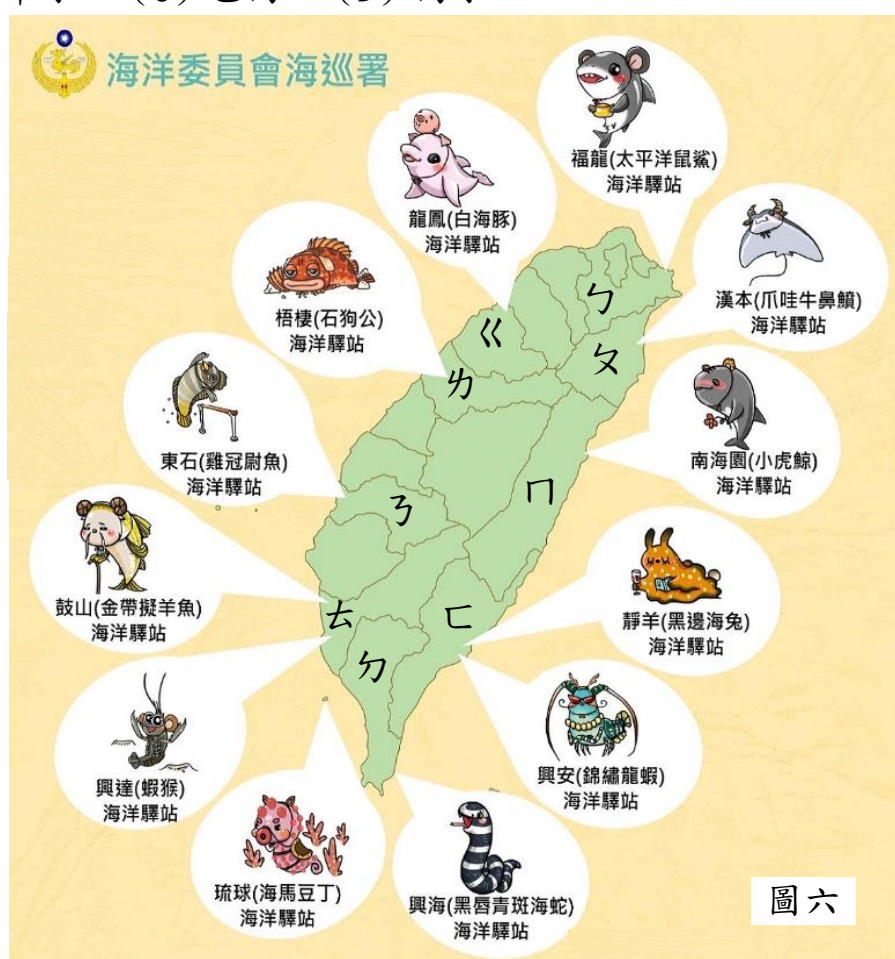 海洋委員會海巡署
福龍(太平洋鼠鯊)
海洋驛站
龍鳳(白海豚)
海洋驛站
漢本(爪哇牛鼻鱝)
海洋驛站
梧棲(石狗公)
海洋驛站
ㄅ
ㄍ
ㄆ
ㄌ
東石(雞冠尉魚)
海洋驛站
南海園(小虎鯨)
海洋驛站
ㄇ
ㄋ
鼓山(金帶擬羊魚)
海洋驛站
靜羊(黑邊海兔)
海洋驛站
ㄊ
ㄈ
ㄉ
興達(蝦猴)
海洋驛站
興安(錦繡龍蝦)
海洋驛站
琉球(海馬豆丁)
海洋驛站
興海(黑唇青斑海蛇)
海洋驛站
圖六